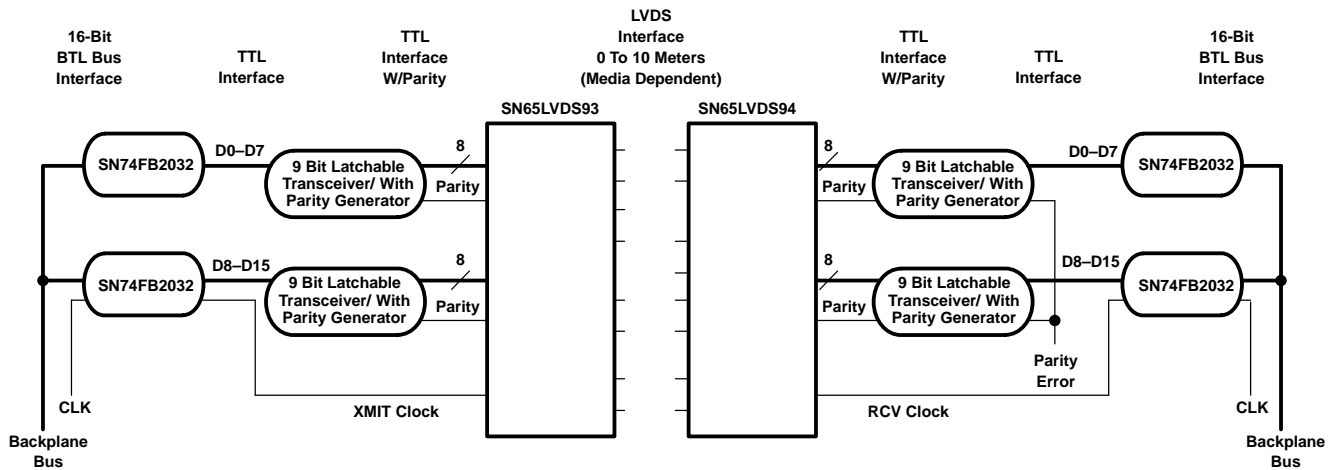 LVDS
Interface
0 To 10 Meters
(Media Dependent)
16-Bit
BTL Bus
Interface
TTL
Interface
TTL
Interface
W/Parity
TTL
Interface
W/Parity
TTL
Interface
16-Bit
BTL Bus
Interface
SN65LVDS93
SN65LVDS94
SN74FB2032
D0–D7
9 Bit Latchable
Transceiver/ With
Parity Generator
8
Parity
8
Parity
9 Bit Latchable
Transceiver/ With
Parity Generator
D0–D7
SN74FB2032
SN74FB2032
D8–D15
9 Bit Latchable
Transceiver/ With
Parity Generator
8
Parity
8
Parity
9 Bit Latchable
Transceiver/ With
Parity Generator
D8–D15
SN74FB2032
Parity
Error
CLK
XMIT Clock
RCV Clock
CLK
Backplane
Bus
Backplane
Bus